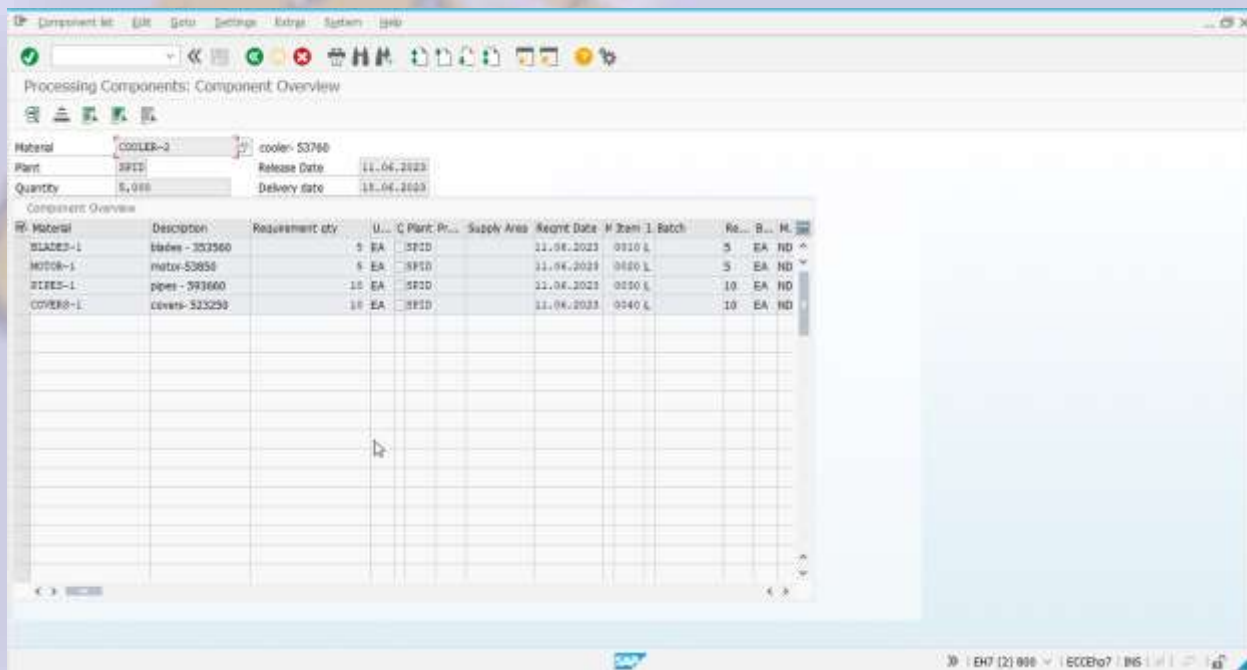 Component list Edit Goto Settings Extras System Help
Processing Components: Component Overview
Material COOLER-2 cooler- 53760
Plant SPID Release Date 11.06.2023
Quantity 5,000 Delivery date 15.06.2023
Component Overview
Material Description Requirement qty U... C Plant Pr... Supply Area Reqmt Date Item Batch Re... B... M.
BLADES-1 blades - 353560 5 EA SPID 11.06.2023 0010 L 5 EA ND
MOTOR-1 motor-53850 5 EA SPID 11.06.2023 0020 L 5 EA ND
PIPES-1 pipes - 593660 10 EA SPID 11.06.2023 0030 L 10 EA ND
COVERS-1 covers- 523250 10 EA SPID 11.06.2023 0040 L 10 EA ND
SAP EH7 (2) 800 INS